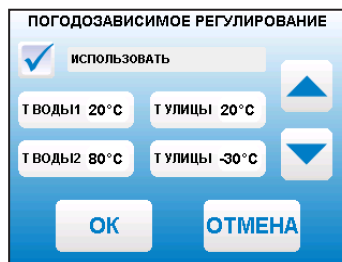 ПОГОДОЗАВИСИМОЕ РЕГУЛИРОВАНИЕ
ИСПОЛЬЗОВАТЬ
Т ВОДЫ1 20°C Т УЛИЦЫ 20°C
Т ВОДЫ2 80°C Т УЛИЦЫ -30°C
ОК ОТМЕНА